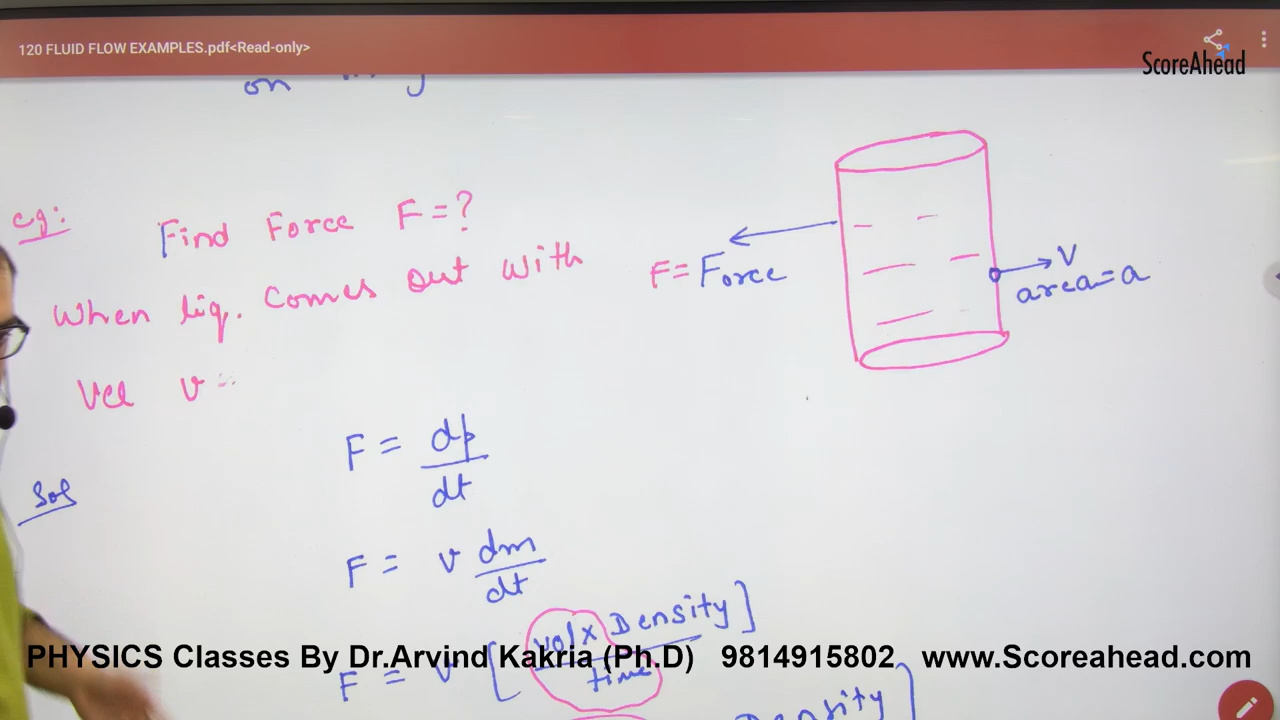 120 FLUID FLOW EXAMPLES.pdf<Read-only>
ScoreAhead
on
eg: Find Force F = ?
When liq. Comes out with
Vel v =
F = Force
v
area = a
Sol
F = dp/dt
F = v dm/dt
F = v [ vol x Density / time ]
Density ]
PHYSICS Classes By Dr.Arvind Kakria (Ph.D) 9814915802 www.Scoreahead.com